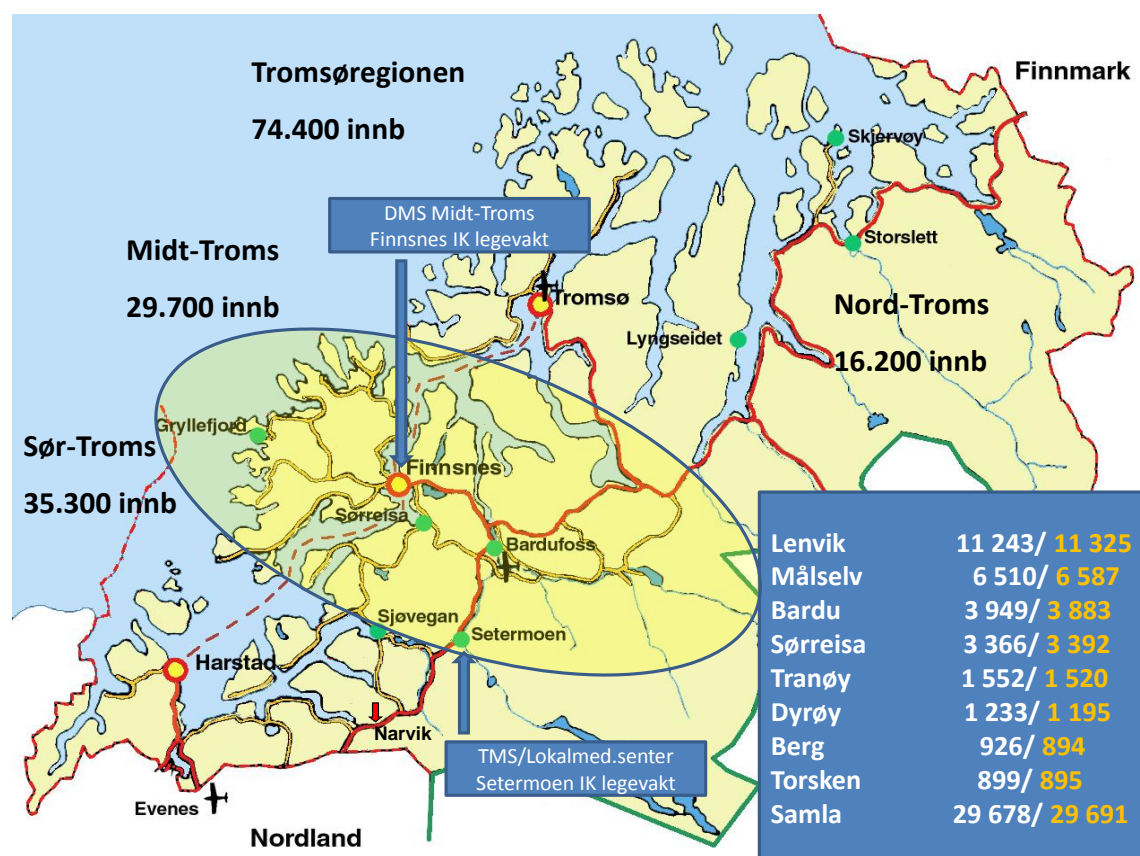 Tromsøregionen
74.400 innb
Finnmark
Skjervøy
DMS Midt-Troms
Finnsnes IK legevakt
Storslett
Midt-Troms
29.700 innb
Tromsø
Nord-Troms
16.200 innb
Lyngseidet
Gryllefjord
Sør-Troms
35.300 innb
Finnsnes
Sørreisa
Bardufoss
Sjøvegan
Setermoen
Harstad
Narvik
TMS/Lokalmed.senter
Setermoen IK legevakt
Evenes
Nordland
Lenvik 11 243/ 11 325
Målselv 6 510/ 6 587
Bardu 3 949/ 3 883
Sørreisa 3 366/ 3 392
Tranøy 1 552/ 1 520
Dyrøy 1 233/ 1 195
Berg 926/ 894
Torsken 899/ 895
Samla 29 678/ 29 691